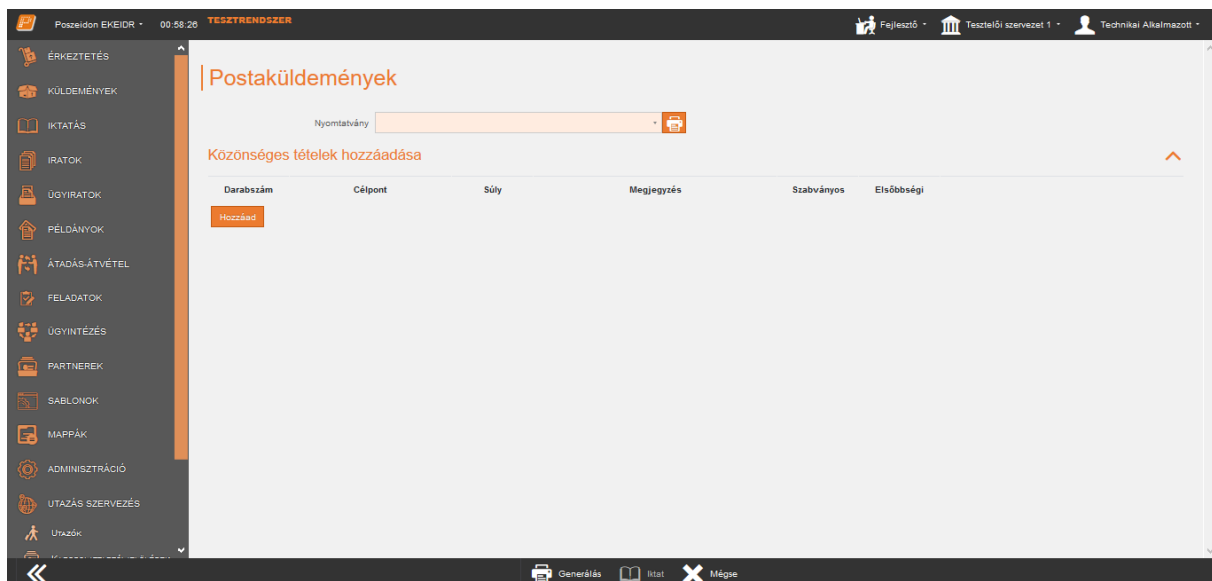 Poszeidon EKEIDR 00:58:26 TESZTRENDSZER Fejlesztő Tesztelői szervezet 1 Technikai Alkalmazott
ÉRKEZTETÉS
KÜLDEMÉNYEK
IKTATÁS
IRATOK
ÜGYIRATOK
PÉLDÁNYOK
ÁTADÁS-ÁTVÉTEL
FELADATOK
ÜGYINTÉZÉS
PARTNEREK
SABLONOK
MAPPÁK
ADMINISZTRÁCIÓ
UTAZÁS SZERVEZÉS
UTAZÓK
Postaküldemények
Nyomtatvány
Közönséges tételek hozzáadása
Darabszám Célpont Súly Megjegyzés Szabványos Elsőbbségi
Hozzáad
Generálás Iktat Mégse